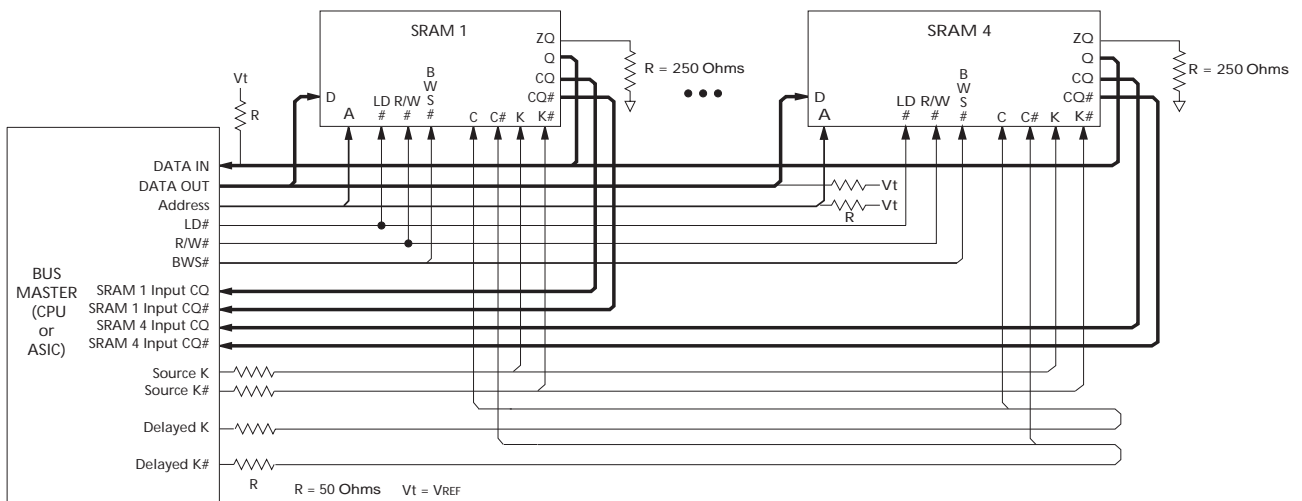 SRAM 1
ZQ
Q
CQ
CQ#
D
A
LD
#
R/W
#
B
W
S
#
C
C#
K
K#
R = 250 Ohms
SRAM 4
ZQ
Q
CQ
CQ#
D
A
LD
#
R/W
#
B
W
S
#
C
C#
K
K#
R = 250 Ohms
Vt
R
DATA IN
DATA OUT
Address
LD#
R/W#
BWS#
Vt
Vt
R
BUS
MASTER
(CPU
or
ASIC)
SRAM 1 Input CQ
SRAM 1 Input CQ#
SRAM 4 Input CQ
SRAM 4 Input CQ#
Source K
Source K#
Delayed K
Delayed K#
R
R = 50 Ohms Vt = VREF